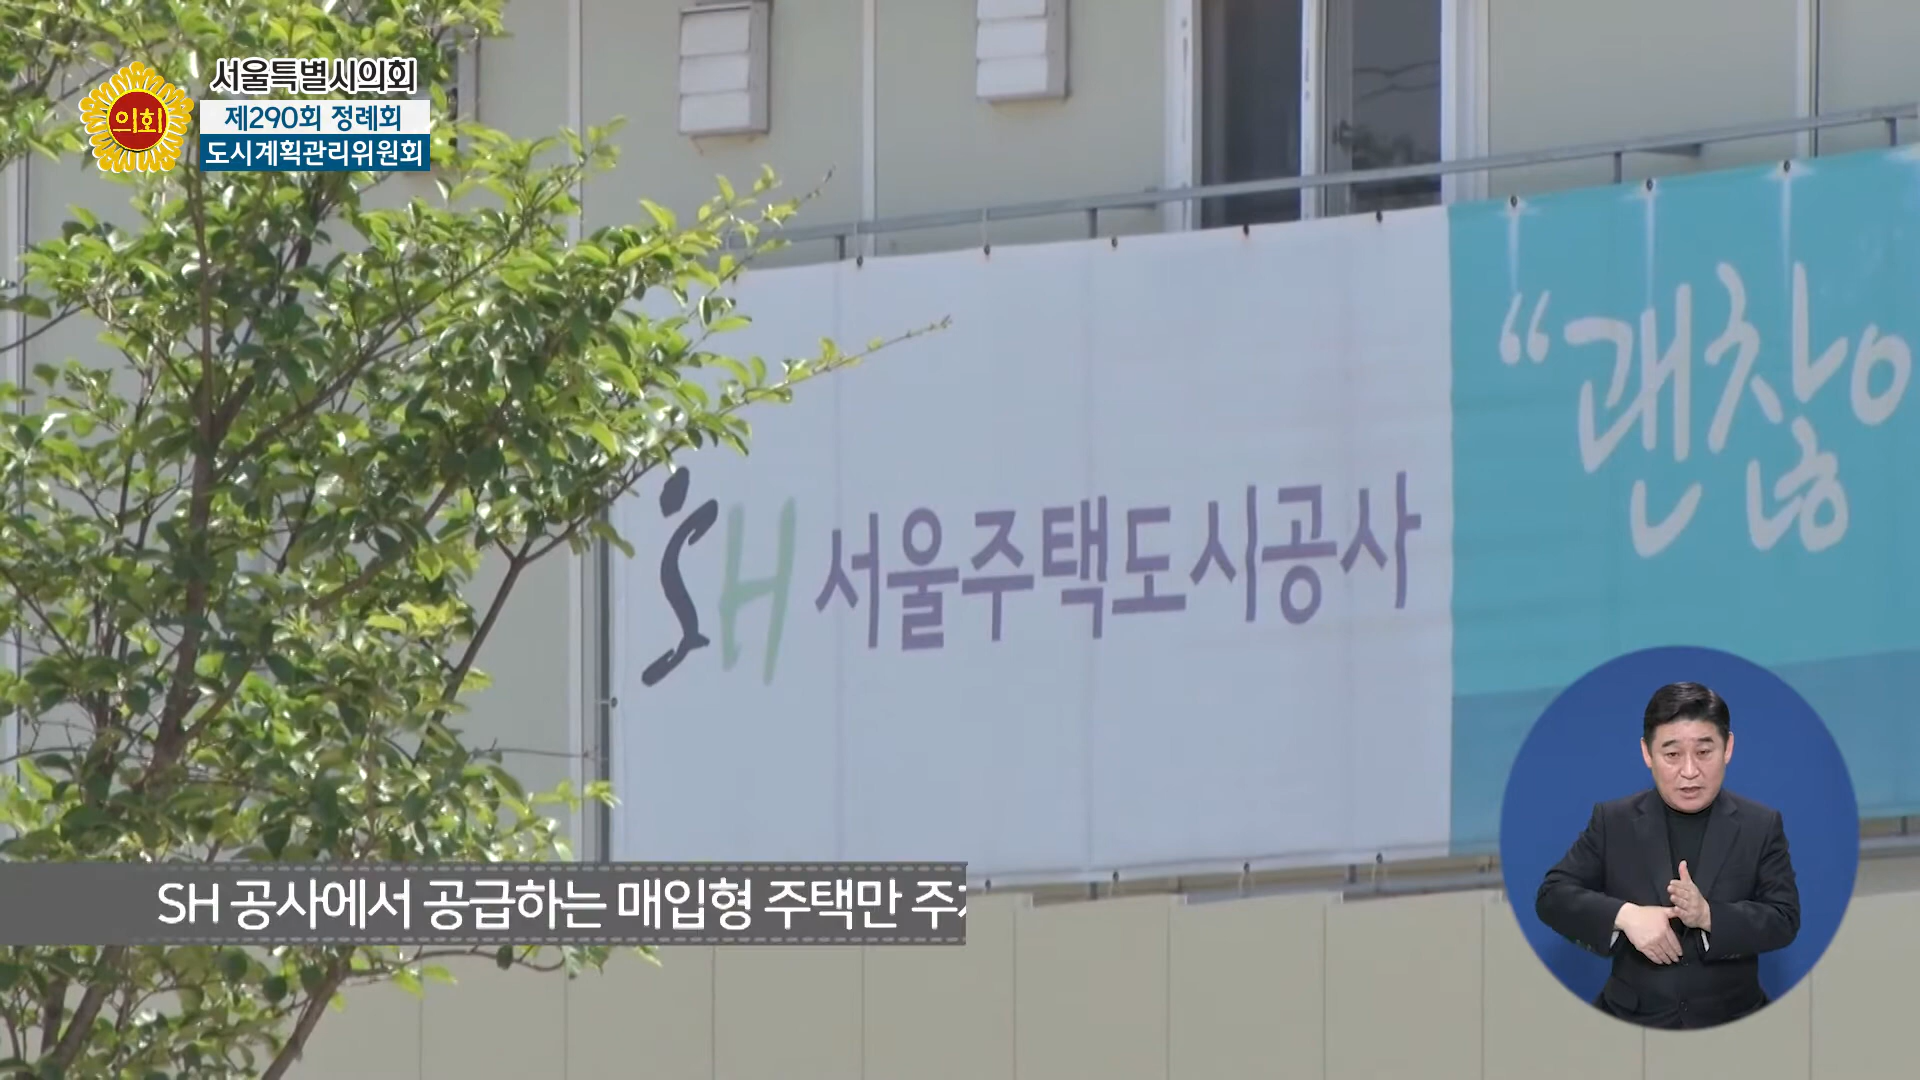 서울특별시의회
의회
제290회 정례회
도시계획관리위원회
“괜찮아
SH 서울주택도시공사
SH 공사에서 공급하는 매입형 주택만